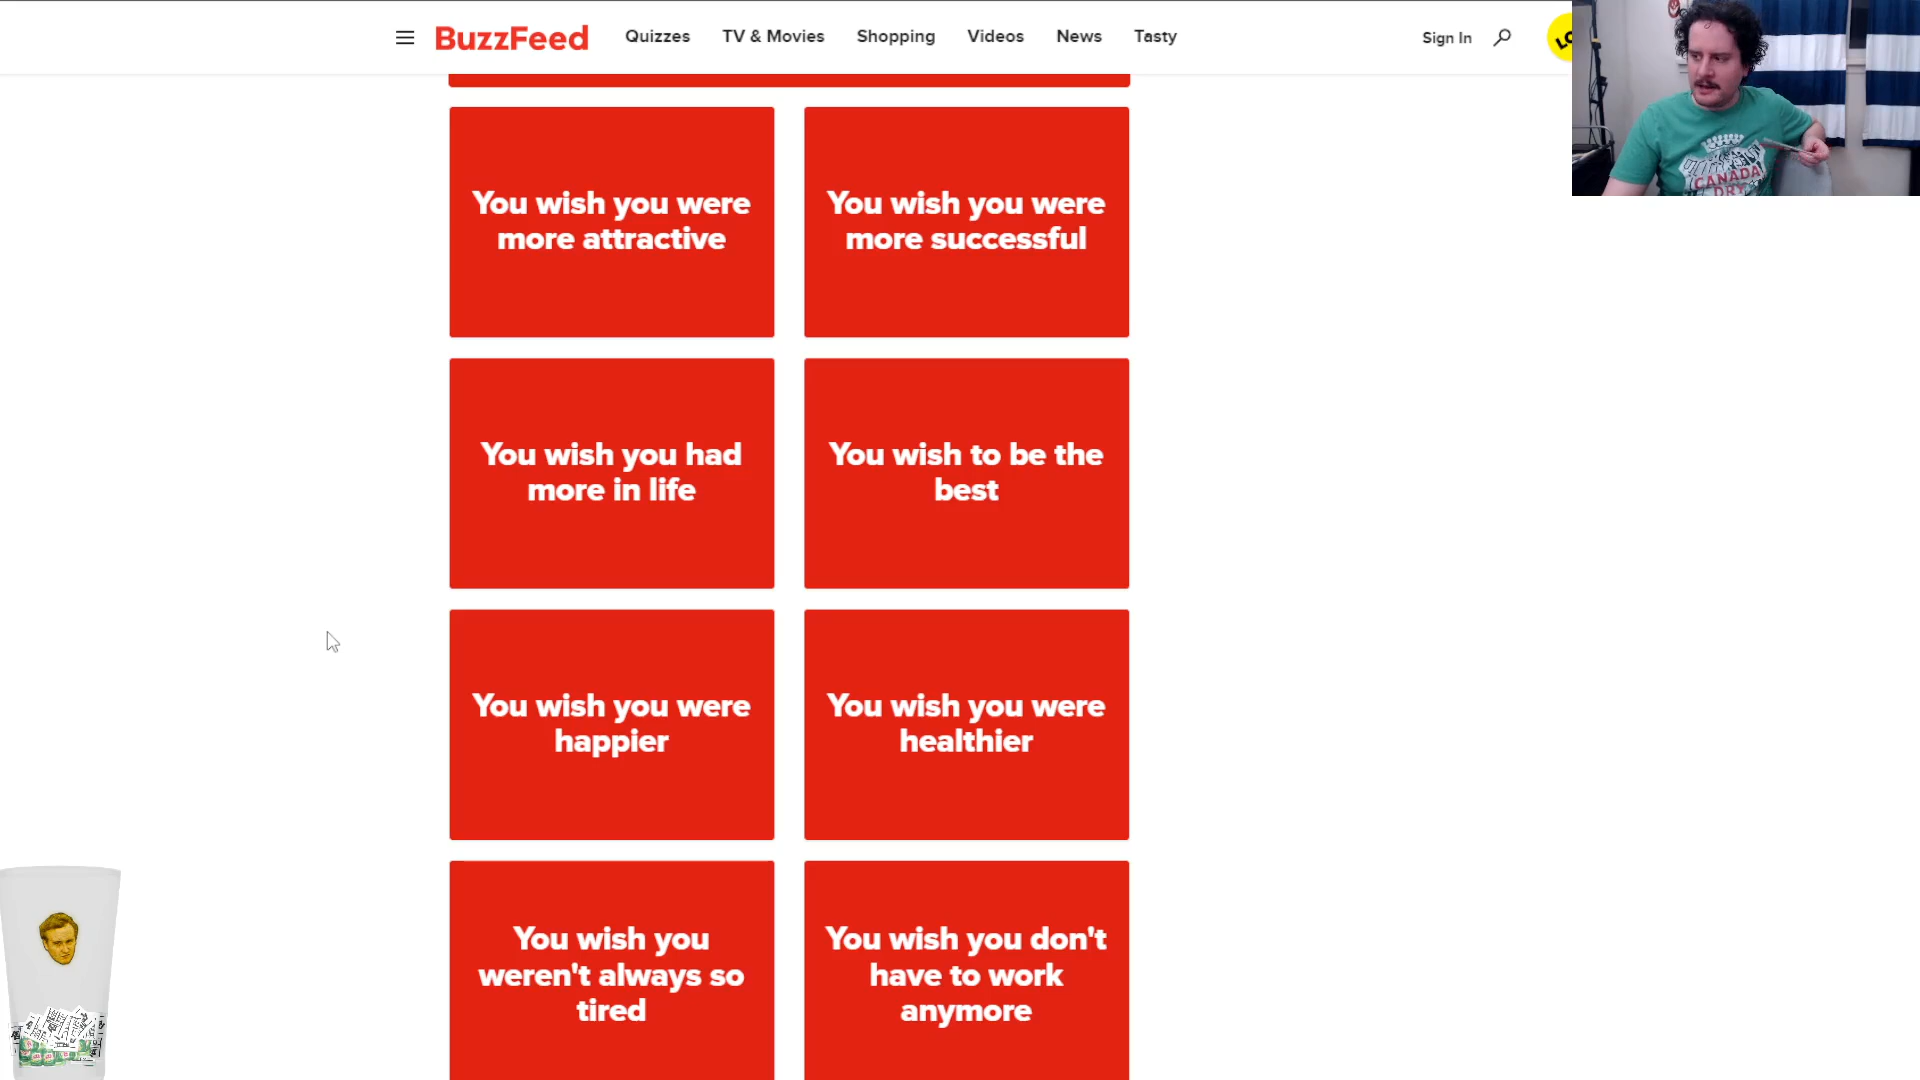 BuzzFeed
Quizzes
TV & Movies
Shopping
Videos
News
Tasty
Sign In
LO
You wish you were
more attractive
You wish you were
more successful
You wish you had
more in life
You wish to be the
best
You wish you were
happier
You wish you were
healthier
You wish you
weren't always so
tired
You wish you don't
have to work
anymore
CANADA
DRY